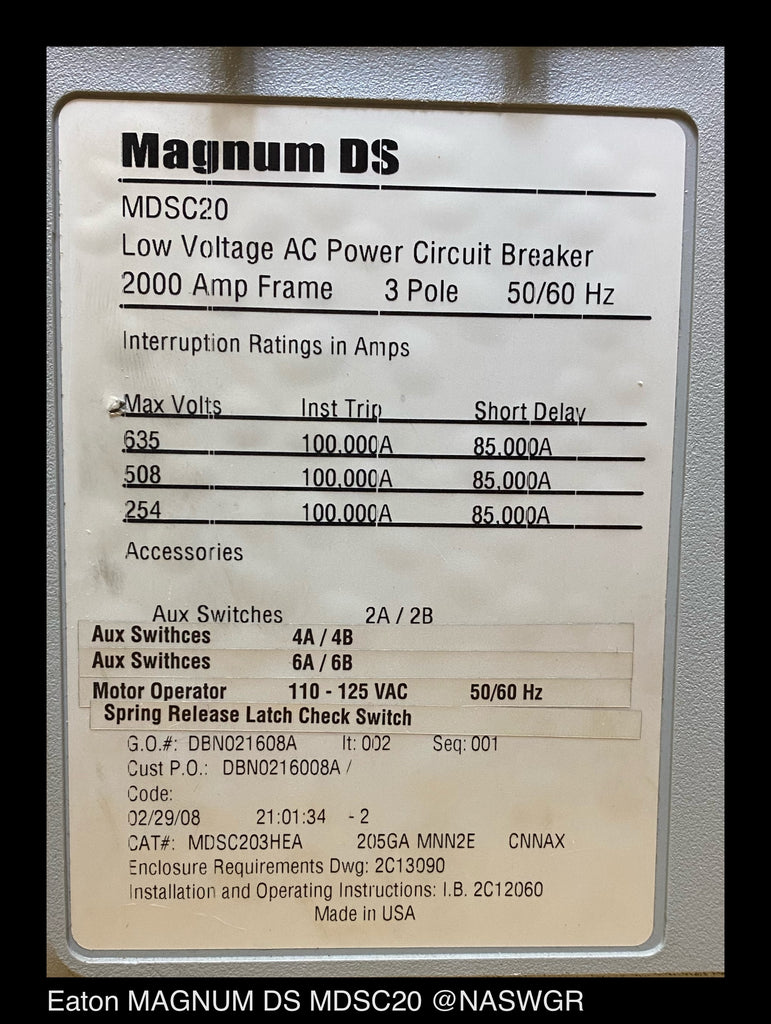 Magnum DS
MDSC20
Low Voltage AC Power Circuit Breaker
2000 Amp Frame 3 Pole 50/60 Hz
Interruption Ratings in Amps
Max Volts Inst Trip Short Delay
635 100,000A 85,000A
508 100,000A 85,000A
254 100,000A 85,000A
Accessories
Aux Switches 2A / 2B
Aux Swithces 4A / 4B
Aux Swithces 6A / 6B
Motor Operator 110 - 125 VAC 50/60 Hz
Spring Release Latch Check Switch
G.O.#: DBN021608A It: 002 Seq: 001
Cust P.O.: DBN0216008A /
Code:
02/29/08 21:01:34 - 2
CAT#: MDSC203HEA 205GA MNN2E CNNAX
Enclosure Requirements Dwg: 2C13090
Installation and Operating Instructions: I.B. 2C12060
Made in USA
Eaton MAGNUM DS MDSC20 @NASWGR